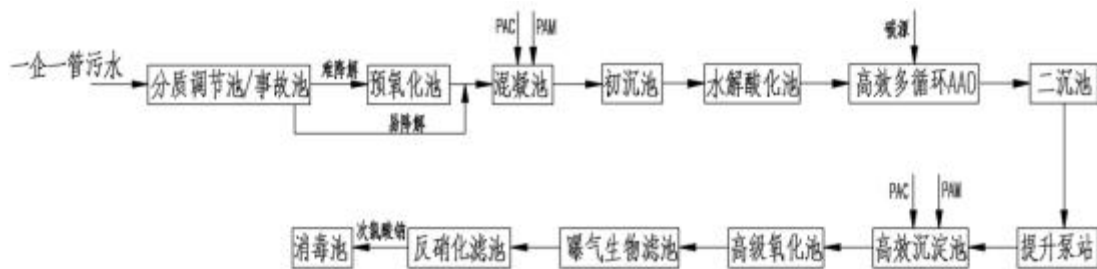 PAC
PAM
碳源
一企一管污水
分质调节池/事故池
难降解
预氧化池
混凝池
初沉池
水解酸化池
高效多循环AAO
二沉池
易降解
PAC
PAM
消毒池
次氯酸钠
反硝化滤池
曝气生物滤池
高级氧化池
高效沉淀池
提升泵站